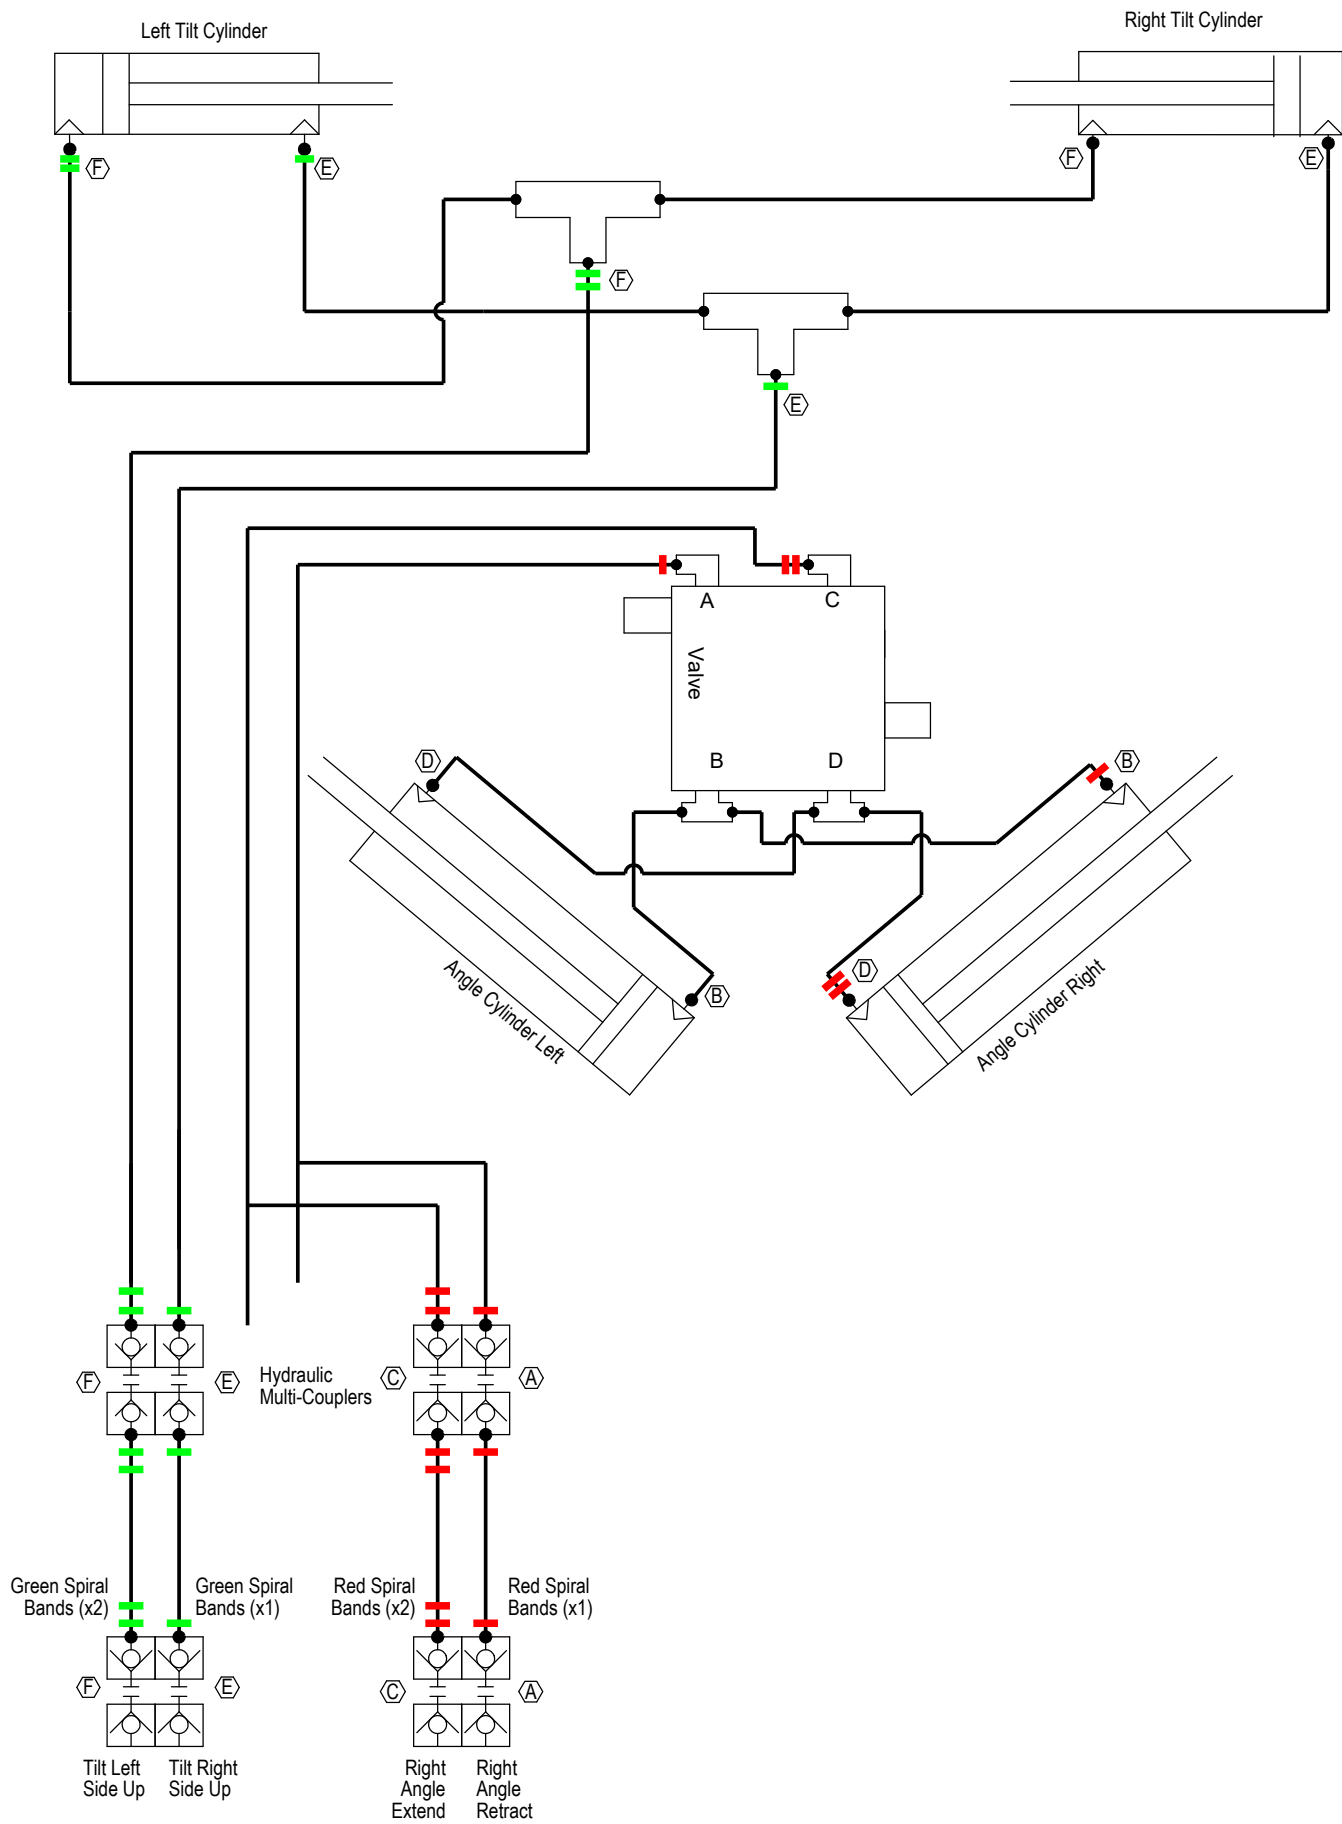 Left Tilt Cylinder
Right Tilt Cylinder
F
E
F
E
F
E
A
C
Valve
B
D
D
B
B
D
Angle Cylinder Left
Angle Cylinder Right
F
E
Hydraulic
Multi-Couplers
C
A
Green Spiral
Bands (x2)
Green Spiral
Bands (x1)
Red Spiral
Bands (x2)
Red Spiral
Bands (x1)
F
E
C
A
Tilt Left
Side Up
Tilt Right
Side Up
Right
Angle
Extend
Right
Angle
Retract